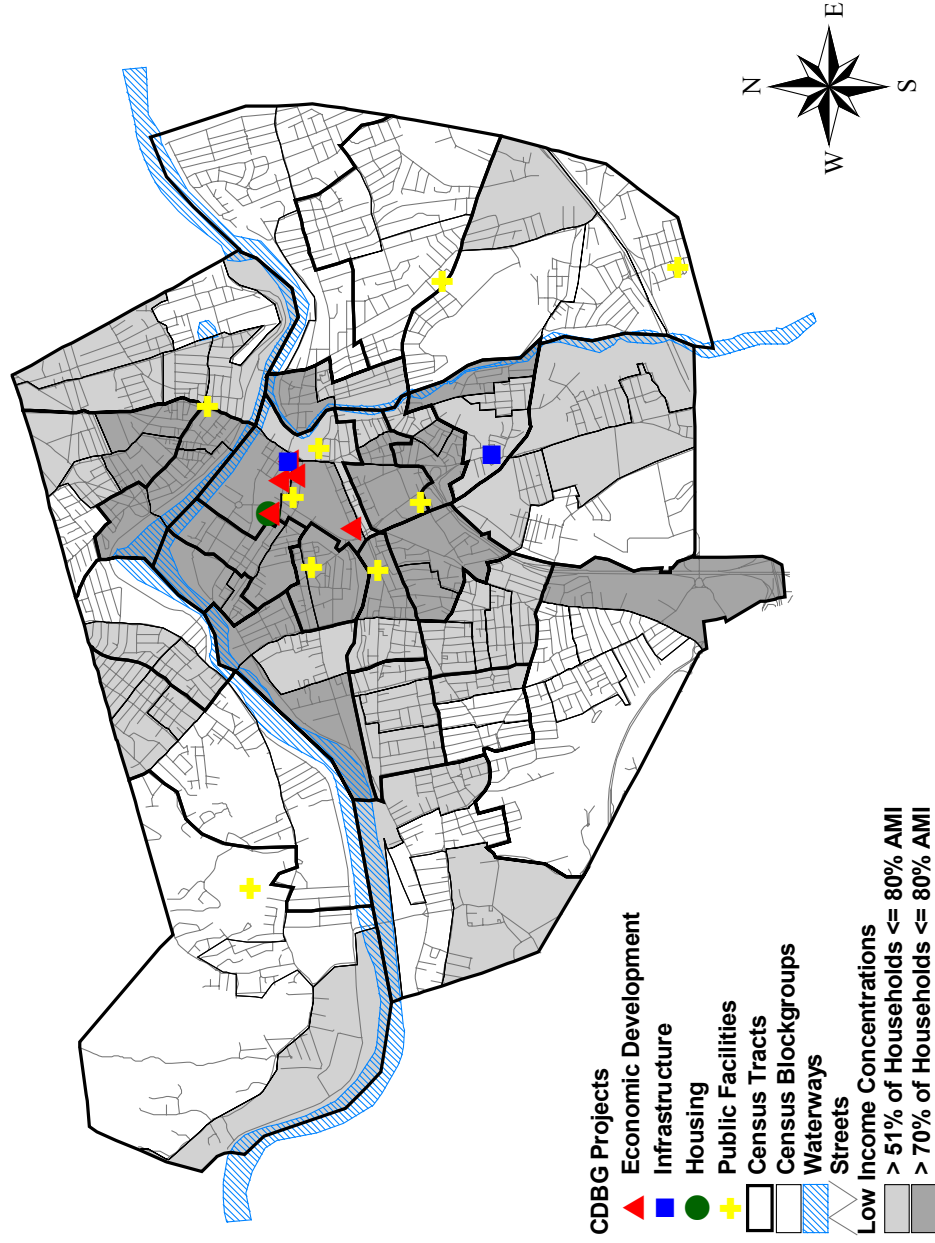 N
E
W
S
CDBG Projects
Economic Development
Infrastructure
Housing
Public Facilities
Census Tracts
Census Blockgroups
Waterways
Streets
Low Income Concentrations
> 51% of Households <= 80% AMI
> 70% of Households <= 80% AMI